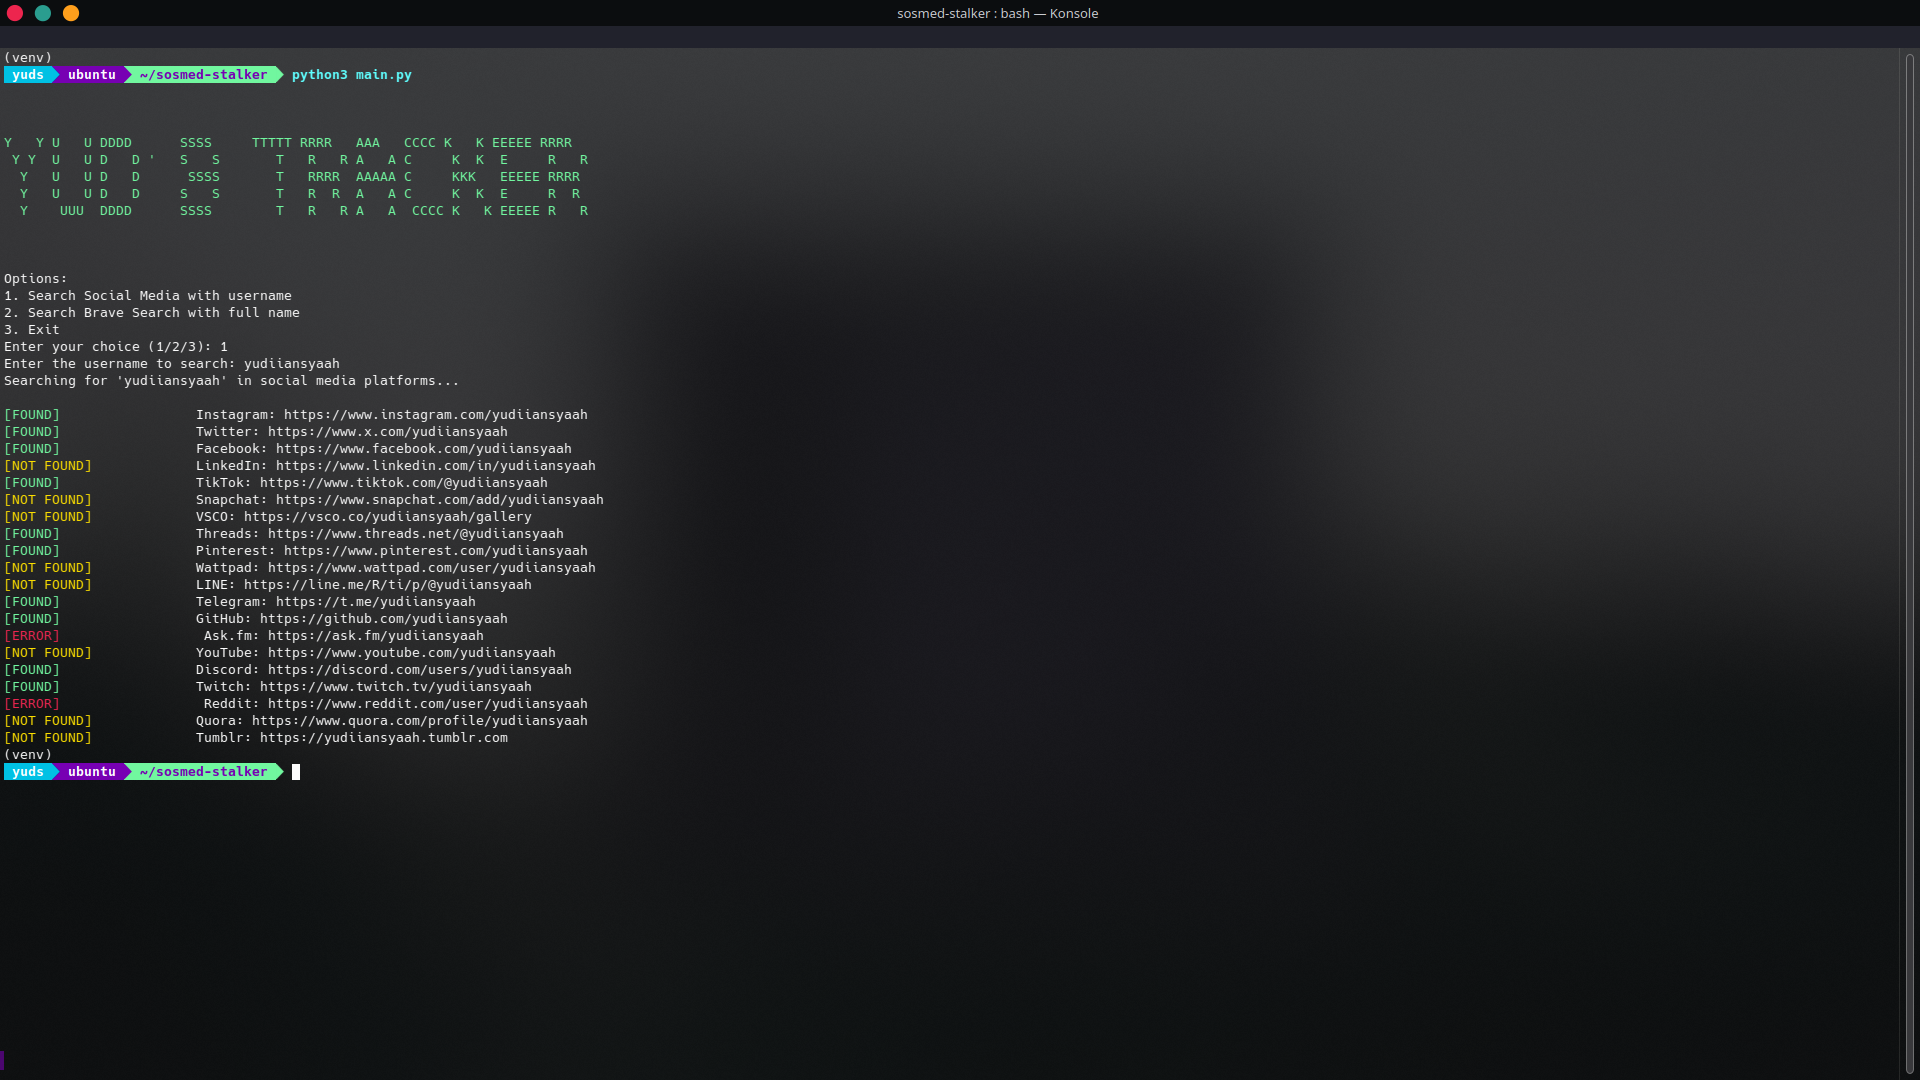 sosmed-stalker : bash — Konsole
(venv)
yuds ubuntu ~/sosmed-stalker python3 main.py
Y   Y U   U DDDD      SSSS     TTTTT RRRR   AAA   CCCC K   K EEEEE RRRR
 Y Y  U   U D   D '   S   S       T   R   R A   A C     K  K  E     R   R
  Y   U   U D   D      SSSS       T   RRRR  AAAAA C     KKK   EEEEE RRRR
  Y   U   U D   D     S   S       T   R  R  A   A C     K  K  E     R  R
  Y    UUU  DDDD      SSSS        T   R   R A   A  CCCC K   K EEEEE R   R
Options:
1. Search Social Media with username
2. Search Brave Search with full name
3. Exit
Enter your choice (1/2/3): 1
Enter the username to search: yudiiansyaah
Searching for 'yudiiansyaah' in social media platforms...
[FOUND] Instagram: https://www.instagram.com/yudiiansyaah
[FOUND] Twitter: https://www.x.com/yudiiansyaah
[FOUND] Facebook: https://www.facebook.com/yudiiansyaah
[NOT FOUND] LinkedIn: https://www.linkedin.com/in/yudiiansyaah
[FOUND] TikTok: https://www.tiktok.com/@yudiiansyaah
[NOT FOUND] Snapchat: https://www.snapchat.com/add/yudiiansyaah
[NOT FOUND] VSCO: https://vsco.co/yudiiansyaah/gallery
[FOUND] Threads: https://www.threads.net/@yudiiansyaah
[FOUND] Pinterest: https://www.pinterest.com/yudiiansyaah
[NOT FOUND] Wattpad: https://www.wattpad.com/user/yudiiansyaah
[NOT FOUND] LINE: https://line.me/R/ti/p/@yudiiansyaah
[FOUND] Telegram: https://t.me/yudiiansyaah
[FOUND] GitHub: https://github.com/yudiiansyaah
[ERROR] Ask.fm: https://ask.fm/yudiiansyaah
[NOT FOUND] YouTube: https://www.youtube.com/yudiiansyaah
[FOUND] Discord: https://discord.com/users/yudiiansyaah
[FOUND] Twitch: https://www.twitch.tv/yudiiansyaah
[ERROR] Reddit: https://www.reddit.com/user/yudiiansyaah
[NOT FOUND] Quora: https://www.quora.com/profile/yudiiansyaah
[NOT FOUND] Tumblr: https://yudiiansyaah.tumblr.com
(venv)
yuds ubuntu ~/sosmed-stalker